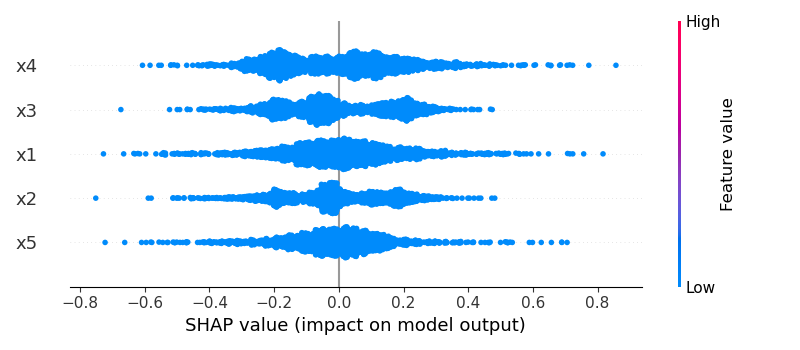 High
x4
x3
x1
x2
x5
Feature value
Low
−0.8 −0.6 −0.4 −0.2 0.0 0.2 0.4 0.6 0.8
SHAP value (impact on model output)